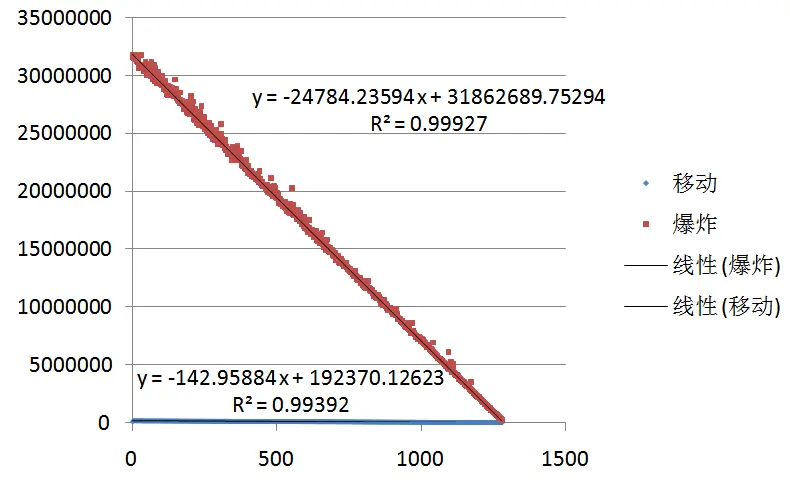 35000000
30000000
25000000
20000000
15000000
10000000
5000000
0
y = -24784.23594x + 31862689.75294
R² = 0.99927
y = -142.95884x + 192370.12623
R² = 0.99392
0 500 1000 1500
移动
爆炸
线性 (爆炸)
线性 (移动)